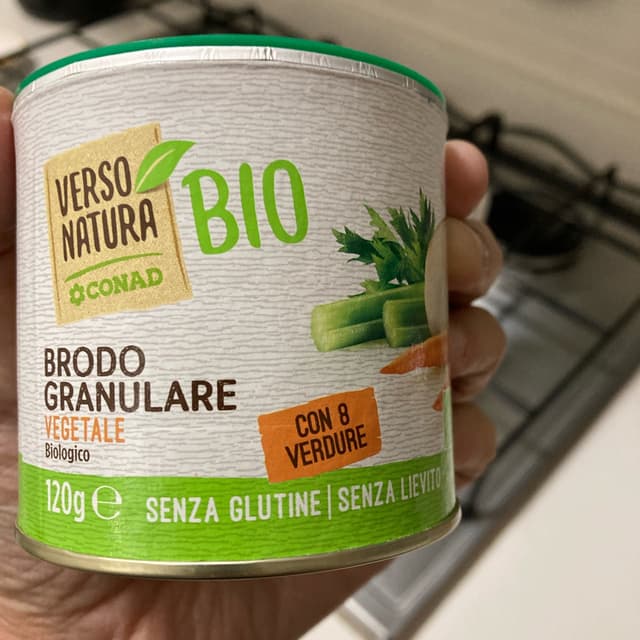 VERSO
NATURA
CONAD
BIO
BRODO
GRANULARE
VEGETALE
Biologico
CON 8
VERDURE
120g ℮ SENZA GLUTINE | SENZA LIEVITO